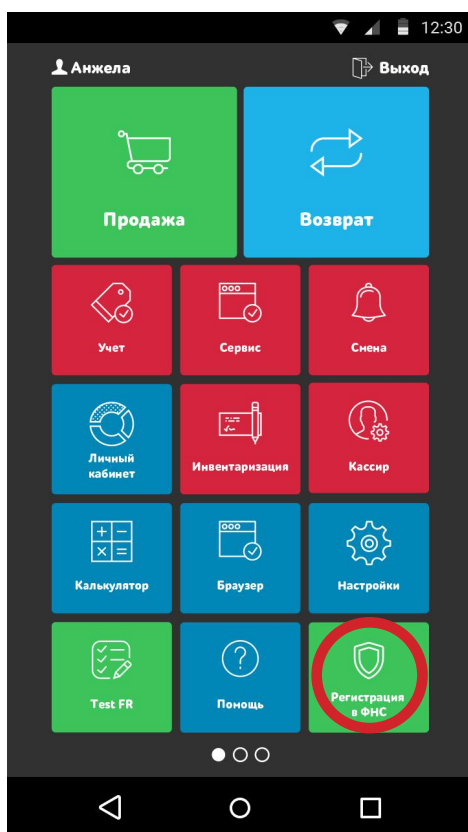 12:30
Анжела
Выход
Продажа
Возврат
Учет
Сервис
Смена
Личный
кабинет
Инвентаризация
Кассир
Калькулятор
Браузер
Настройки
Test FR
Помощь
Регистрация
в ФНС